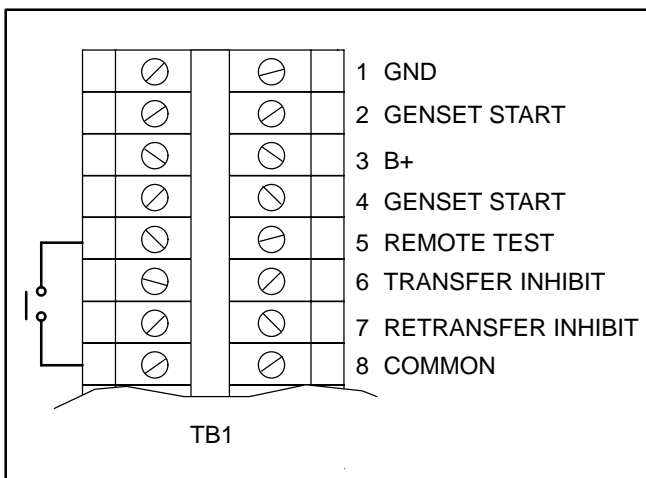 1 GND
2 GENSET START
3 B+
4 GENSET START
5 REMOTE TEST
6 TRANSFER INHIBIT
7 RETRANSFER INHIBIT
8 COMMON
TB1